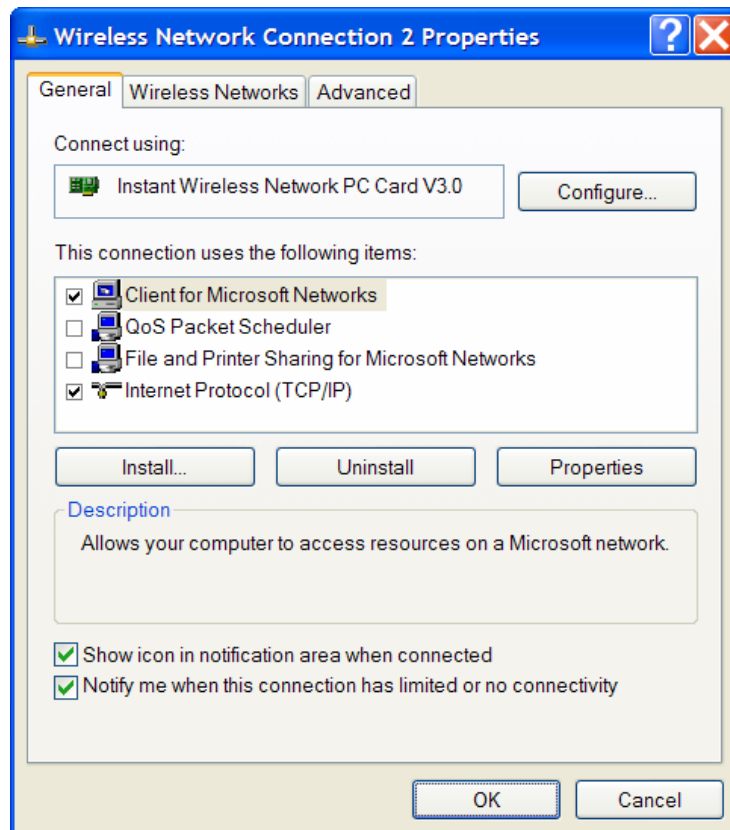 Wireless Network Connection 2 Properties
General Wireless Networks Advanced
Connect using:
Instant Wireless Network PC Card V3.0 Configure...
This connection uses the following items:
Client for Microsoft Networks
QoS Packet Scheduler
File and Printer Sharing for Microsoft Networks
Internet Protocol (TCP/IP)
Install... Uninstall Properties
Description
Allows your computer to access resources on a Microsoft network.
Show icon in notification area when connected
Notify me when this connection has limited or no connectivity
OK Cancel